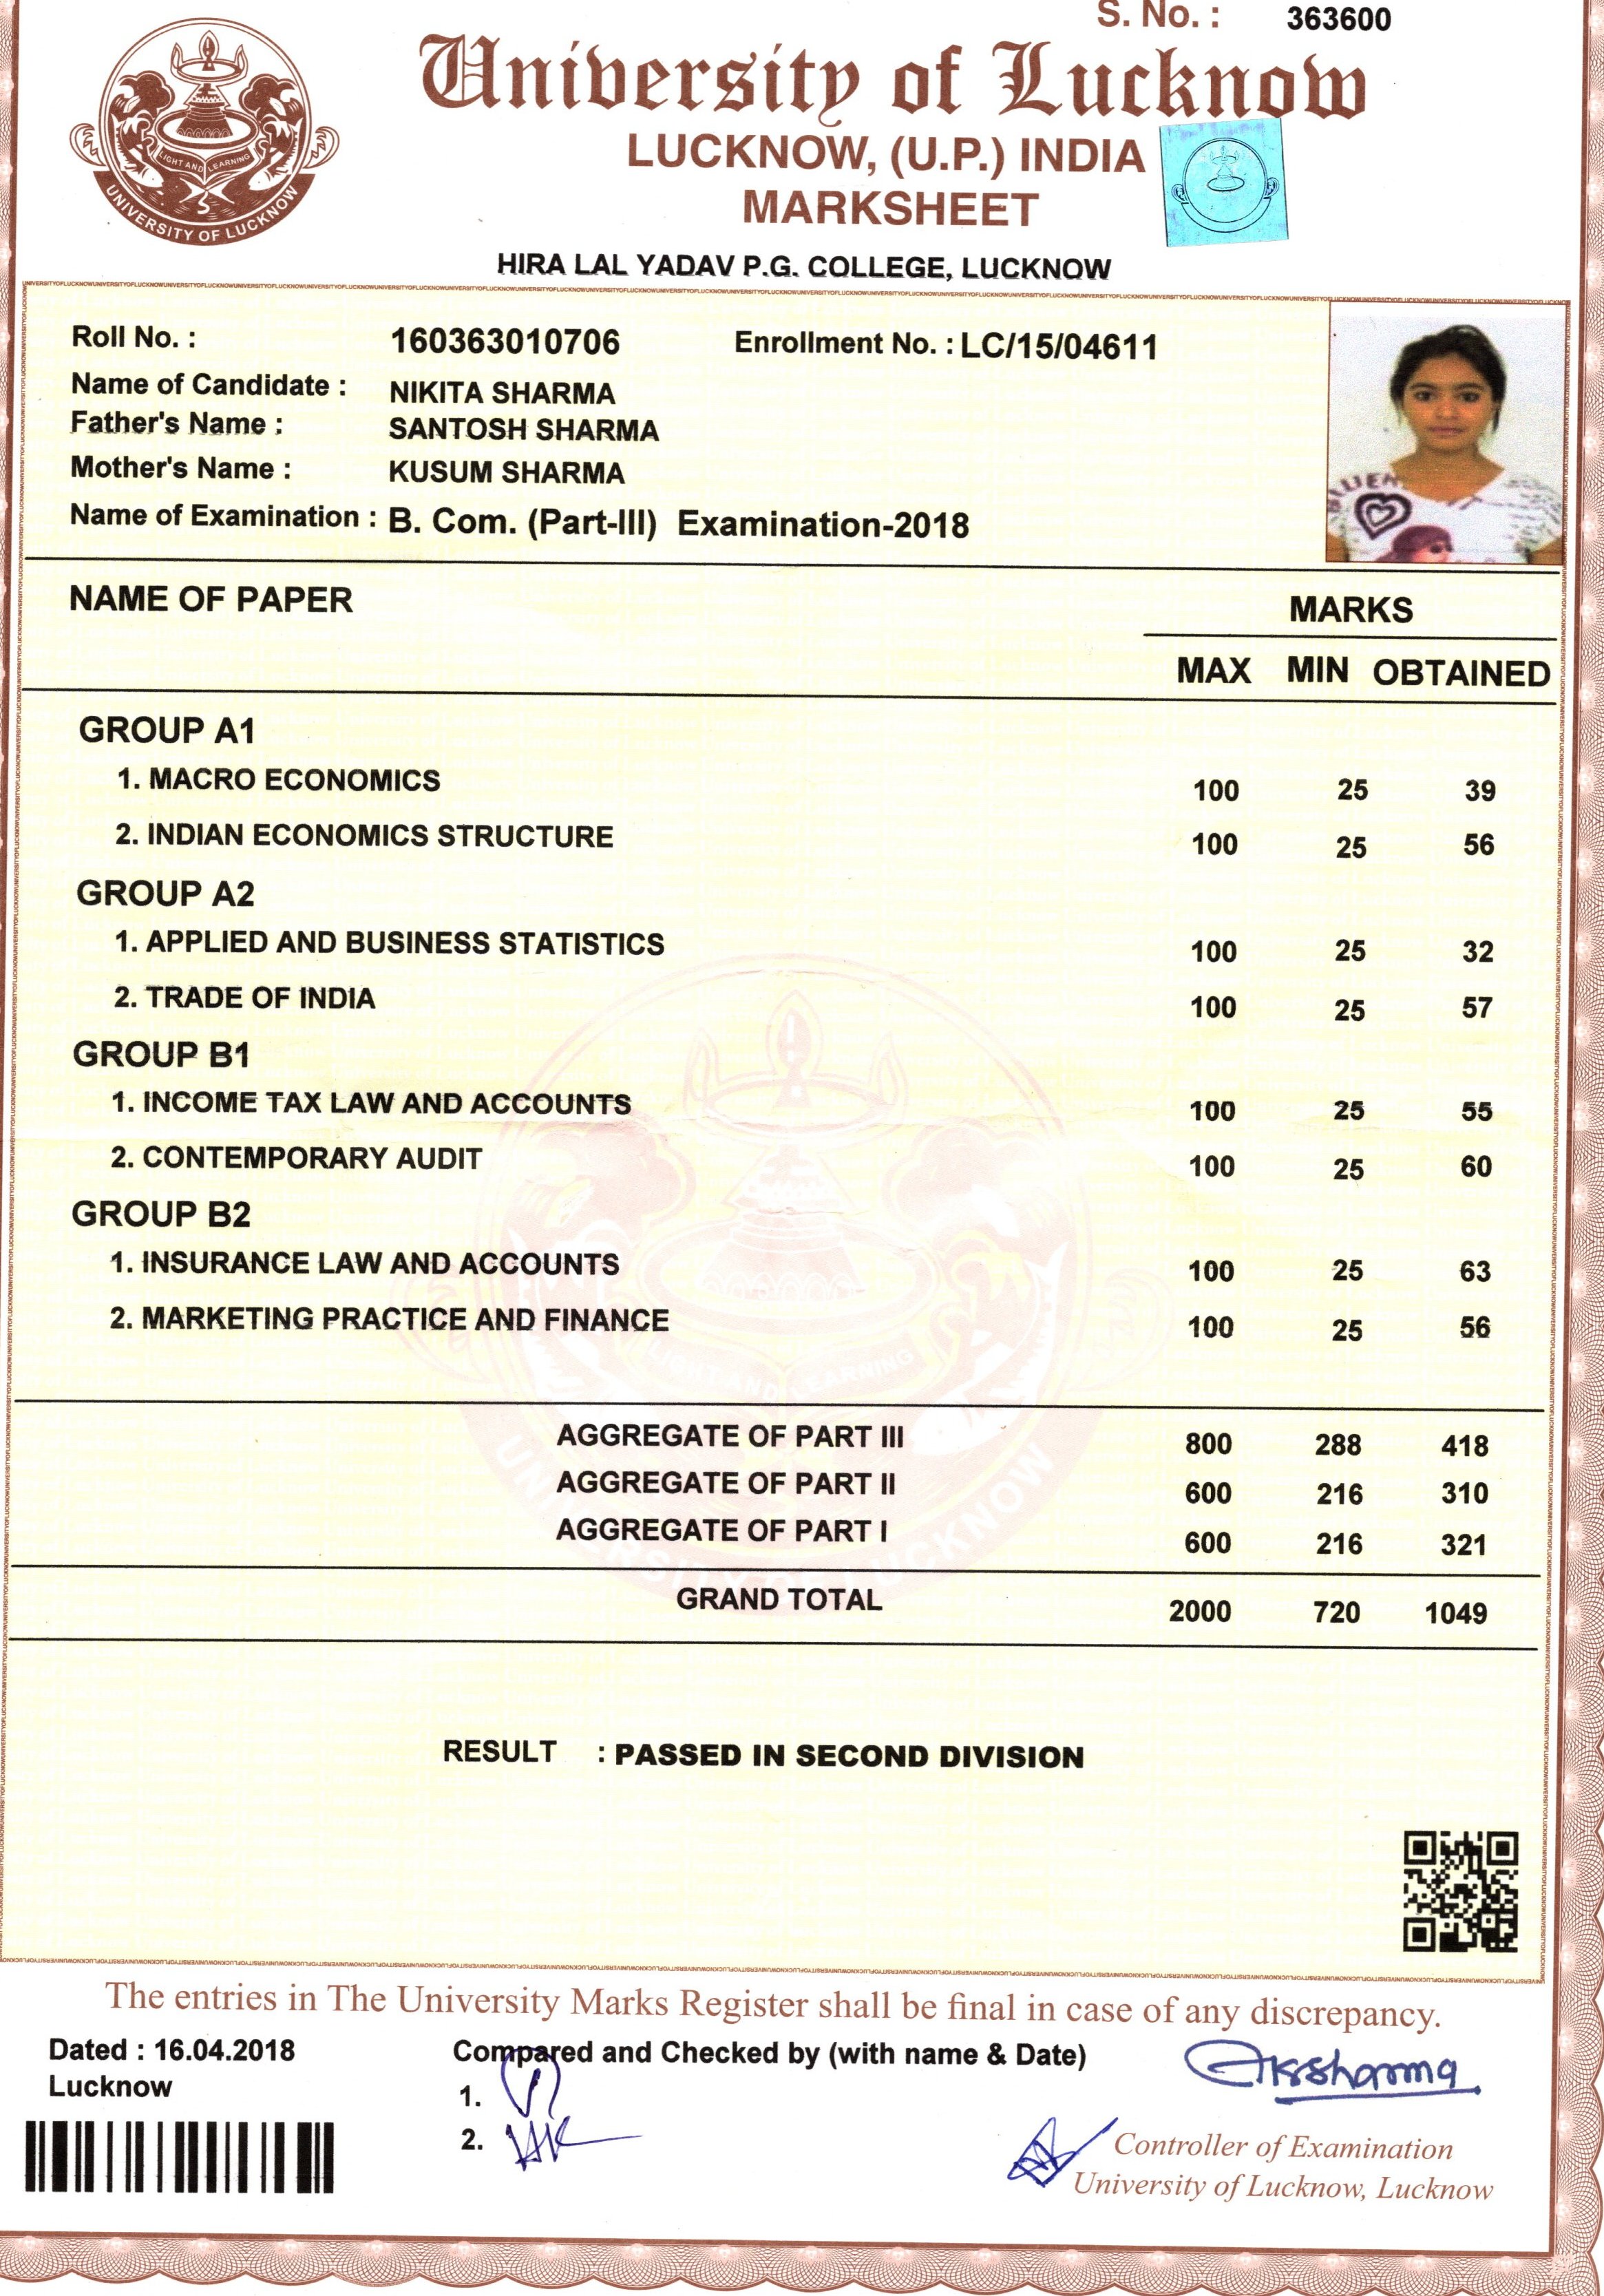 S. No. : 363600
University of Lucknow
LUCKNOW, (U.P.) INDIA
MARKSHEET
LIGHT AND LEARNING
UNIVERSITY OF LUCKNOW
HIRA LAL YADAV P.G. COLLEGE, LUCKNOW
Roll No. : 160363010706 Enrollment No. : LC/15/04611
Name of Candidate : NIKITA SHARMA
Father's Name : SANTOSH SHARMA
Mother's Name : KUSUM SHARMA
Name of Examination : B. Com. (Part-III) Examination-2018
NAME OF PAPER MARKS
MAX MIN OBTAINED
GROUP A1
1. MACRO ECONOMICS 100 25 39
2. INDIAN ECONOMICS STRUCTURE 100 25 56
GROUP A2
1. APPLIED AND BUSINESS STATISTICS 100 25 32
2. TRADE OF INDIA 100 25 57
GROUP B1
1. INCOME TAX LAW AND ACCOUNTS 100 25 55
2. CONTEMPORARY AUDIT 100 25 60
GROUP B2
1. INSURANCE LAW AND ACCOUNTS 100 25 63
2. MARKETING PRACTICE AND FINANCE 100 25 56
AGGREGATE OF PART III 800 288 418
AGGREGATE OF PART II 600 216 310
AGGREGATE OF PART I 600 216 321
GRAND TOTAL 2000 720 1049
RESULT : PASSED IN SECOND DIVISION
The entries in The University Marks Register shall be final in case of any discrepancy.
Dated : 16.04.2018 Compared and Checked by (with name & Date)
Lucknow
1.
2.
Controller of Examination
University of Lucknow, Lucknow